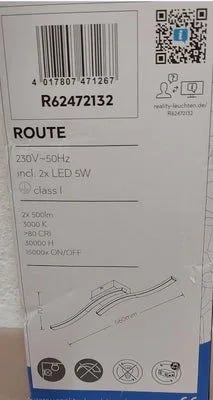 4 017807 471267
R62472132
reality-leuchten.de/
R62472132
ROUTE
230V~50Hz
incl. 2x LED 5W
class I
2x 500lm
3000 K
>80 CRI
30000 H
15000x ON/OFF
560mm